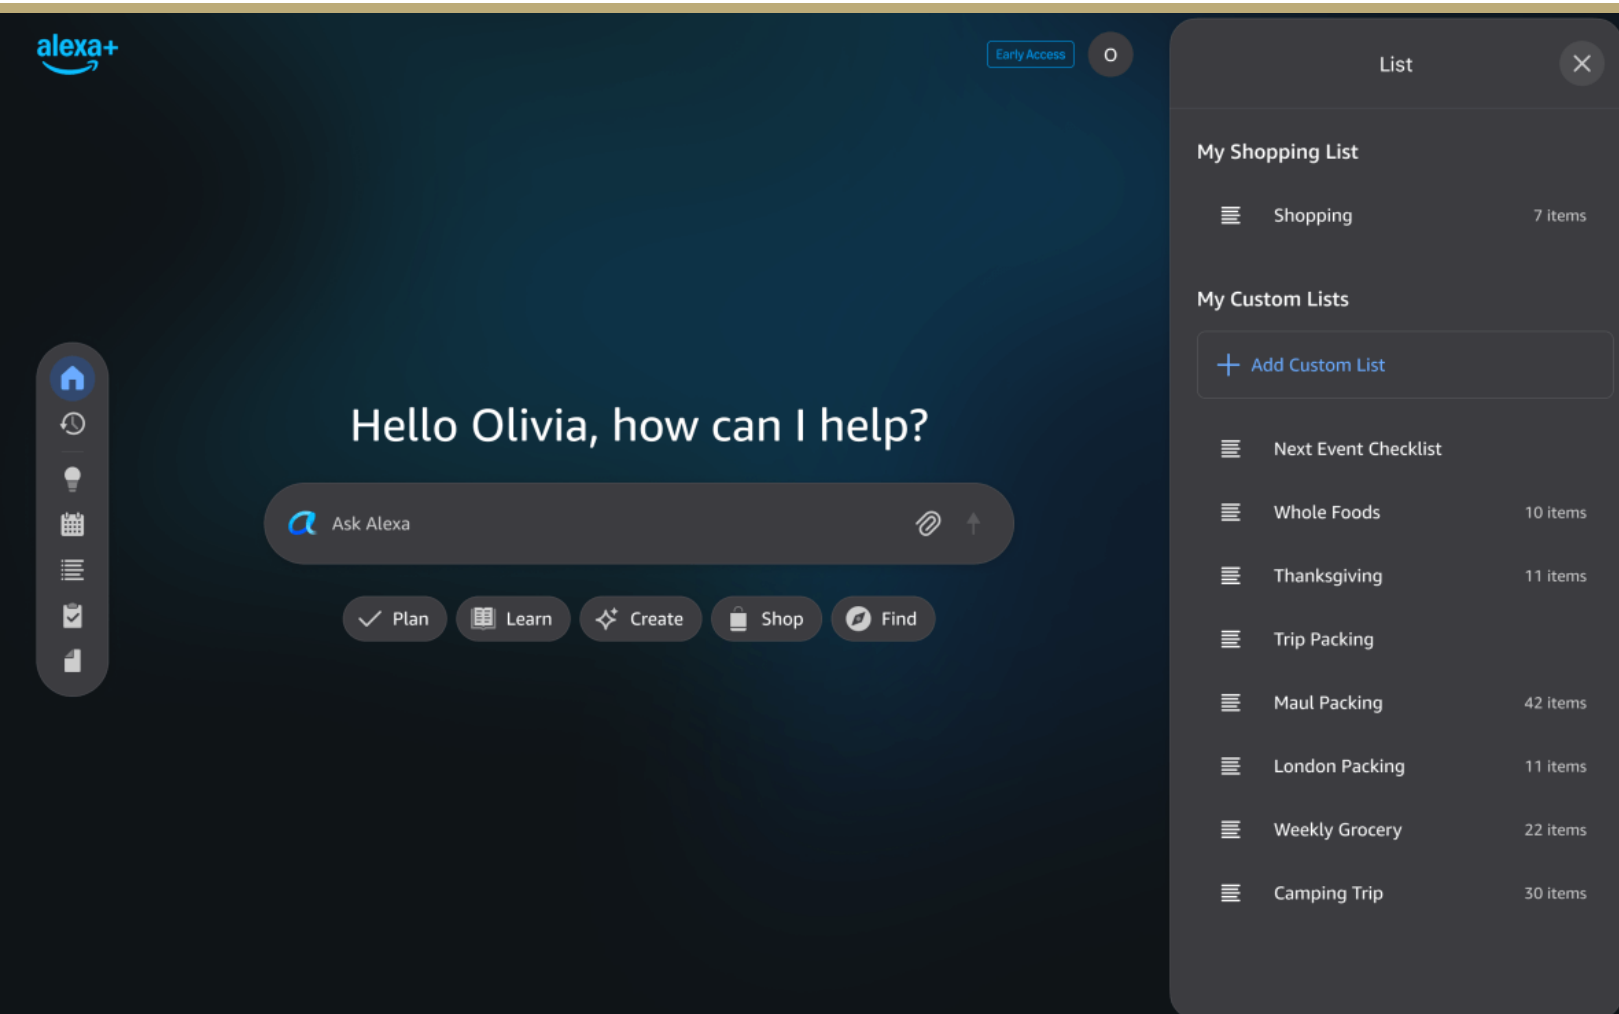 alexa+
Early Access
O
Hello Olivia, how can I help?
Ask Alexa
Plan
Learn
Create
Shop
Find
List
My Shopping List
Shopping 7 items
My Custom Lists
Add Custom List
Next Event Checklist
Whole Foods 10 items
Thanksgiving 11 items
Trip Packing
Maul Packing 42 items
London Packing 11 items
Weekly Grocery 22 items
Camping Trip 30 items